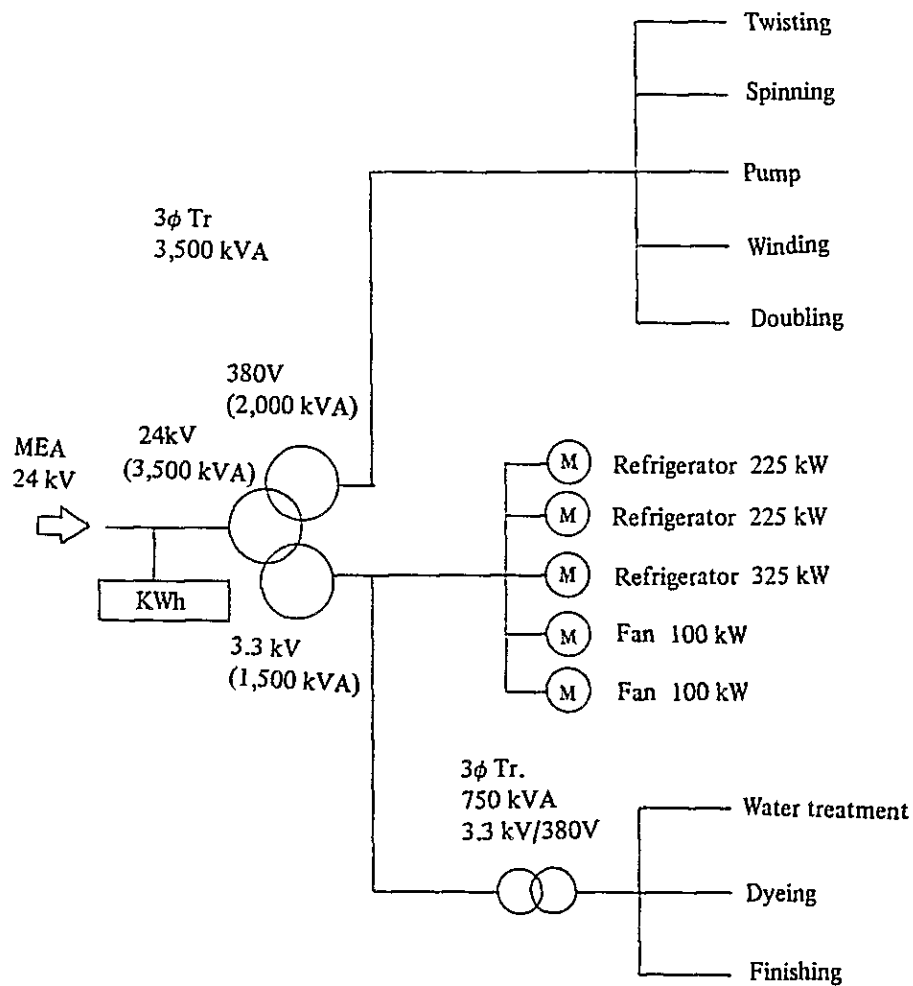 Twisting
Spinning
Pump
Winding
Doubling
3φ Tr
3,500 kVA
380V
(2,000 kVA)
24kV
(3,500 kVA)
MEA
24 kV
KWh
3.3 kV
(1,500 kVA)
M Refrigerator 225 kW
M Refrigerator 225 kW
M Refrigerator 325 kW
M Fan 100 kW
M Fan 100 kW
3φ Tr.
750 kVA
3.3 kV/380V
Water treatment
Dyeing
Finishing